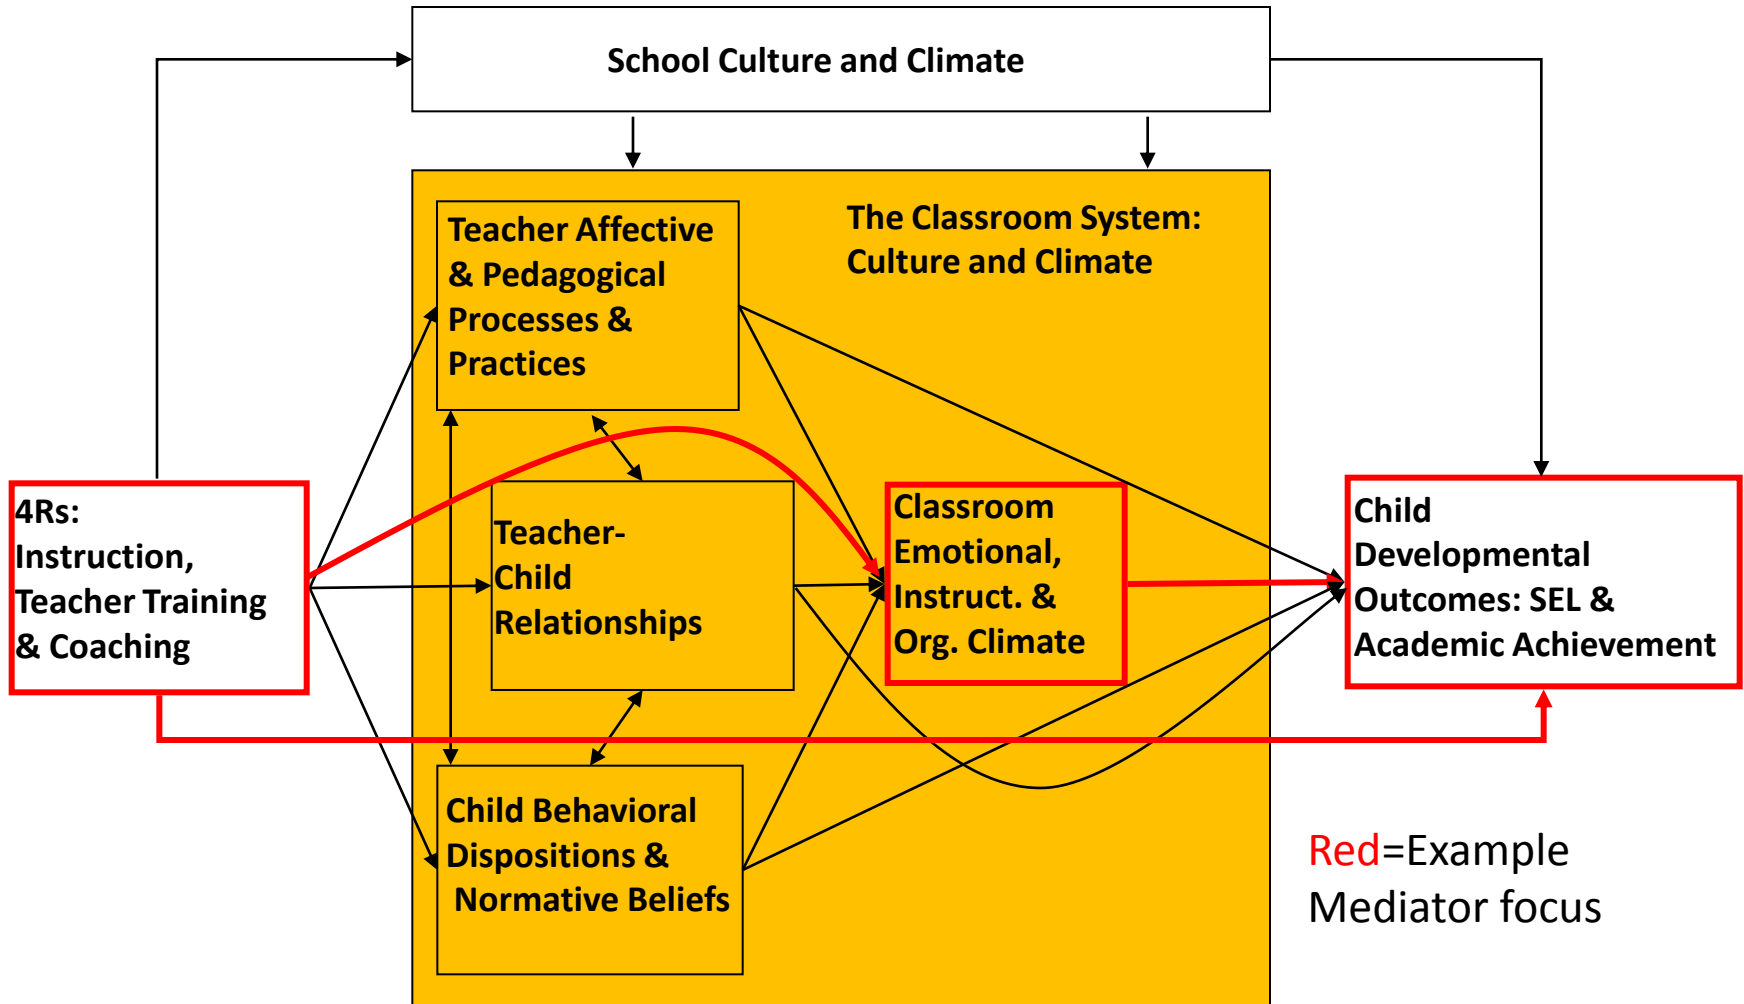 School Culture and Climate
Teacher Affective
& Pedagogical
Processes &
Practices
The Classroom System:
Culture and Climate
4Rs:
Instruction,
Teacher Training
& Coaching
Teacher-
Child
Relationships
Classroom
Emotional,
Instruct. &
Org. Climate
Child
Developmental
Outcomes: SEL &
Academic Achievement
Child Behavioral
Dispositions &
Normative Beliefs
Red=Example
Mediator focus